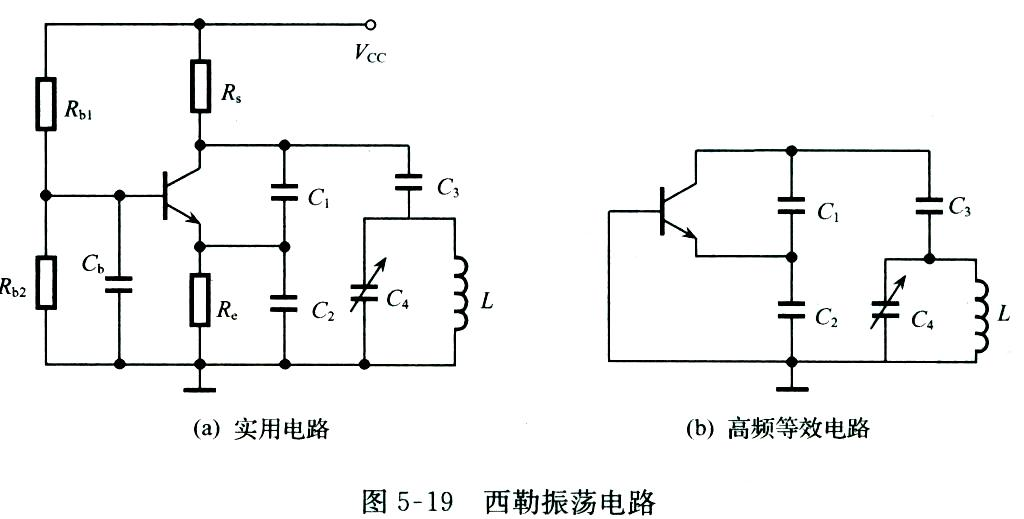 V_CC
R_b1
R_s
C_1
C_3
C_b
R_b2
R_e
C_2
C_4
L
(a) 实用电路
C_1
C_3
C_2
C_4
L
(b) 高频等效电路
图 5-19 西勒振荡电路